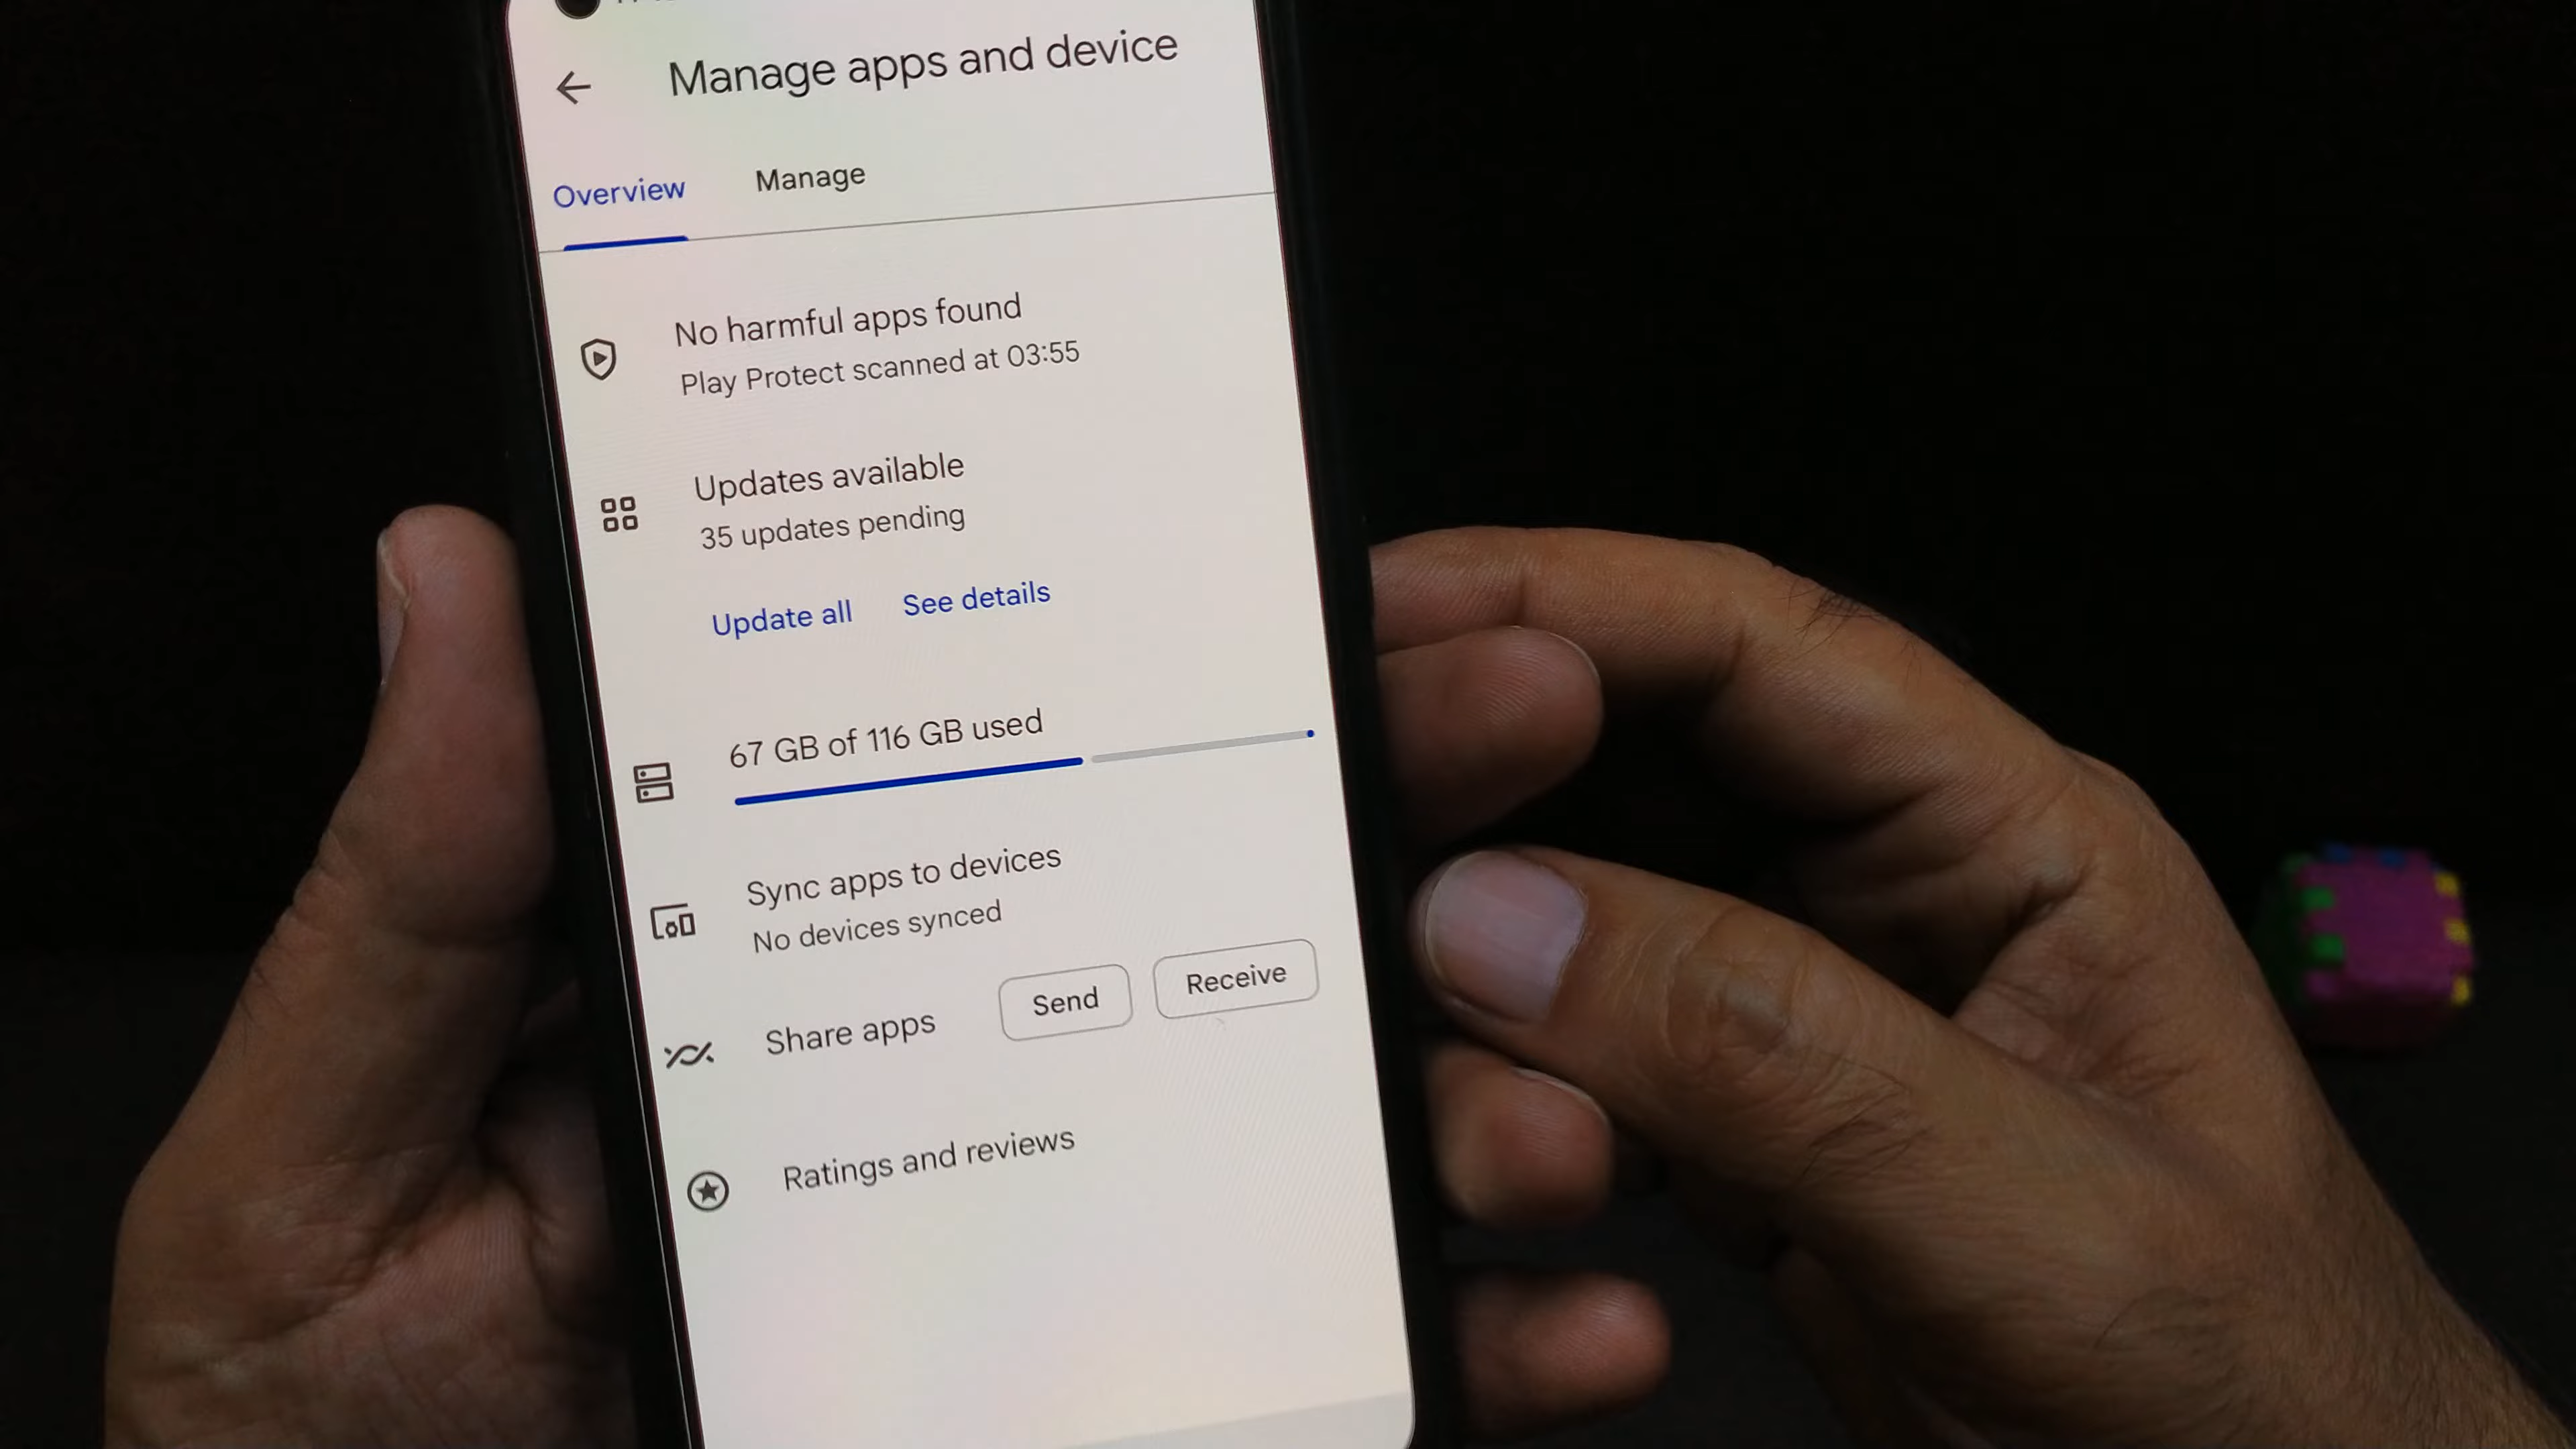 Manage apps and device
Overview
Manage
No harmful apps found
Play Protect scanned at 03:55
Updates available
35 updates pending
Update all
See details
67 GB of 116 GB used
Sync apps to devices
No devices synced
Share apps
Send
Receive
Ratings and reviews